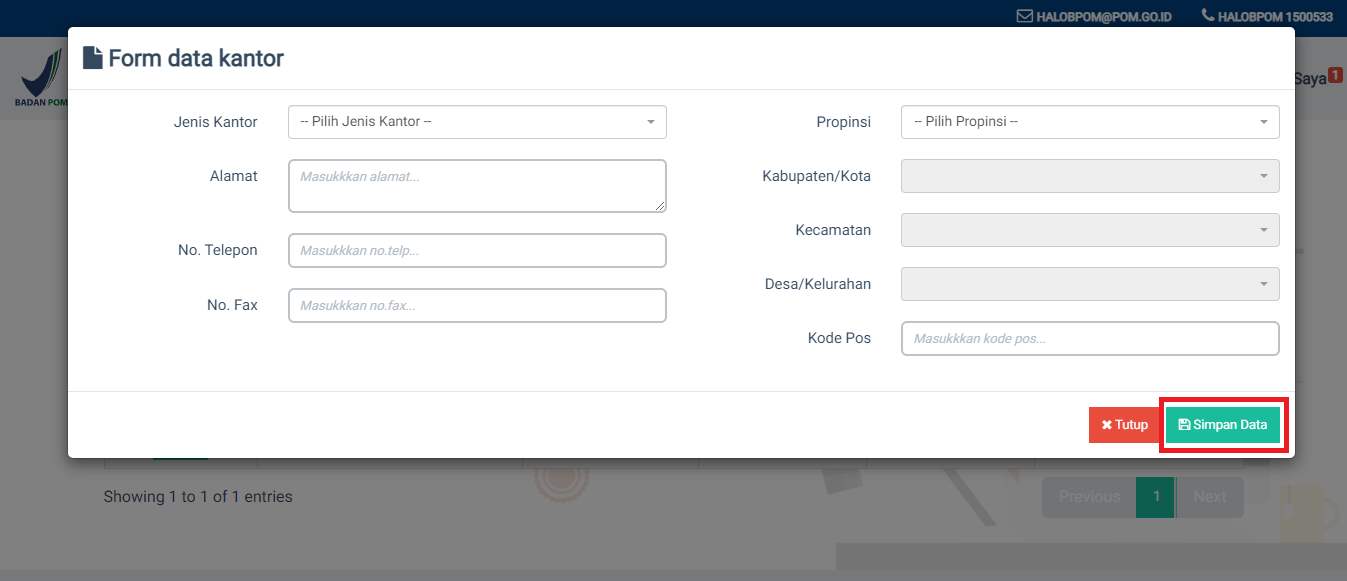 HALOBPOM@POM.GO.ID HALOBPOM 1500533
Form data kantor
BADAN POM
Saya 1
Jenis Kantor -- Pilih Jenis Kantor --
Alamat Masukkkan alamat...
No. Telepon Masukkkan no.telp...
No. Fax Masukkkan no.fax...
Propinsi -- Pilih Propinsi --
Kabupaten/Kota
Kecamatan
Desa/Kelurahan
Kode Pos Masukkkan kode pos...
Tutup Simpan Data
Showing 1 to 1 of 1 entries
Previous 1 Next